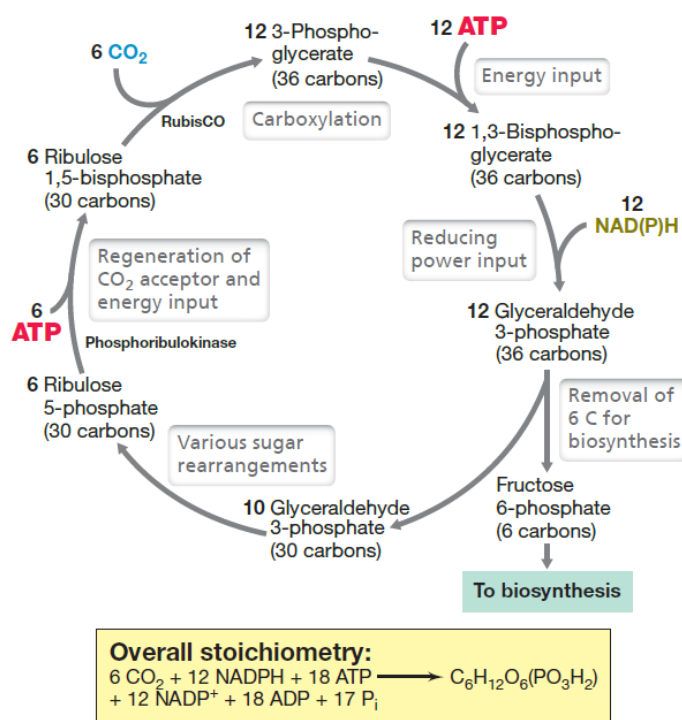 6 CO₂
12 3-Phospho-
glycerate
(36 carbons)
12 ATP
Energy input
RubisCO
Carboxylation
12 1,3-Bisphospho-
glycerate
(36 carbons)
12
NAD(P)H
Reducing
power input
12 Glyceraldehyde
3-phosphate
(36 carbons)
Removal of
6 C for
biosynthesis
Fructose
6-phosphate
(6 carbons)
To biosynthesis
10 Glyceraldehyde
3-phosphate
(30 carbons)
Various sugar
rearrangements
6 Ribulose
5-phosphate
(30 carbons)
Phosphoribulokinase
6
ATP
Regeneration of
CO₂ acceptor and
energy input
6 Ribulose
1,5-bisphosphate
(30 carbons)
Overall stoichiometry:
6 CO₂ + 12 NADPH + 18 ATP ⟶ C₆H₁₂O₆(PO₃H₂)
+ 12 NADP⁺ + 18 ADP + 17 Pᵢ